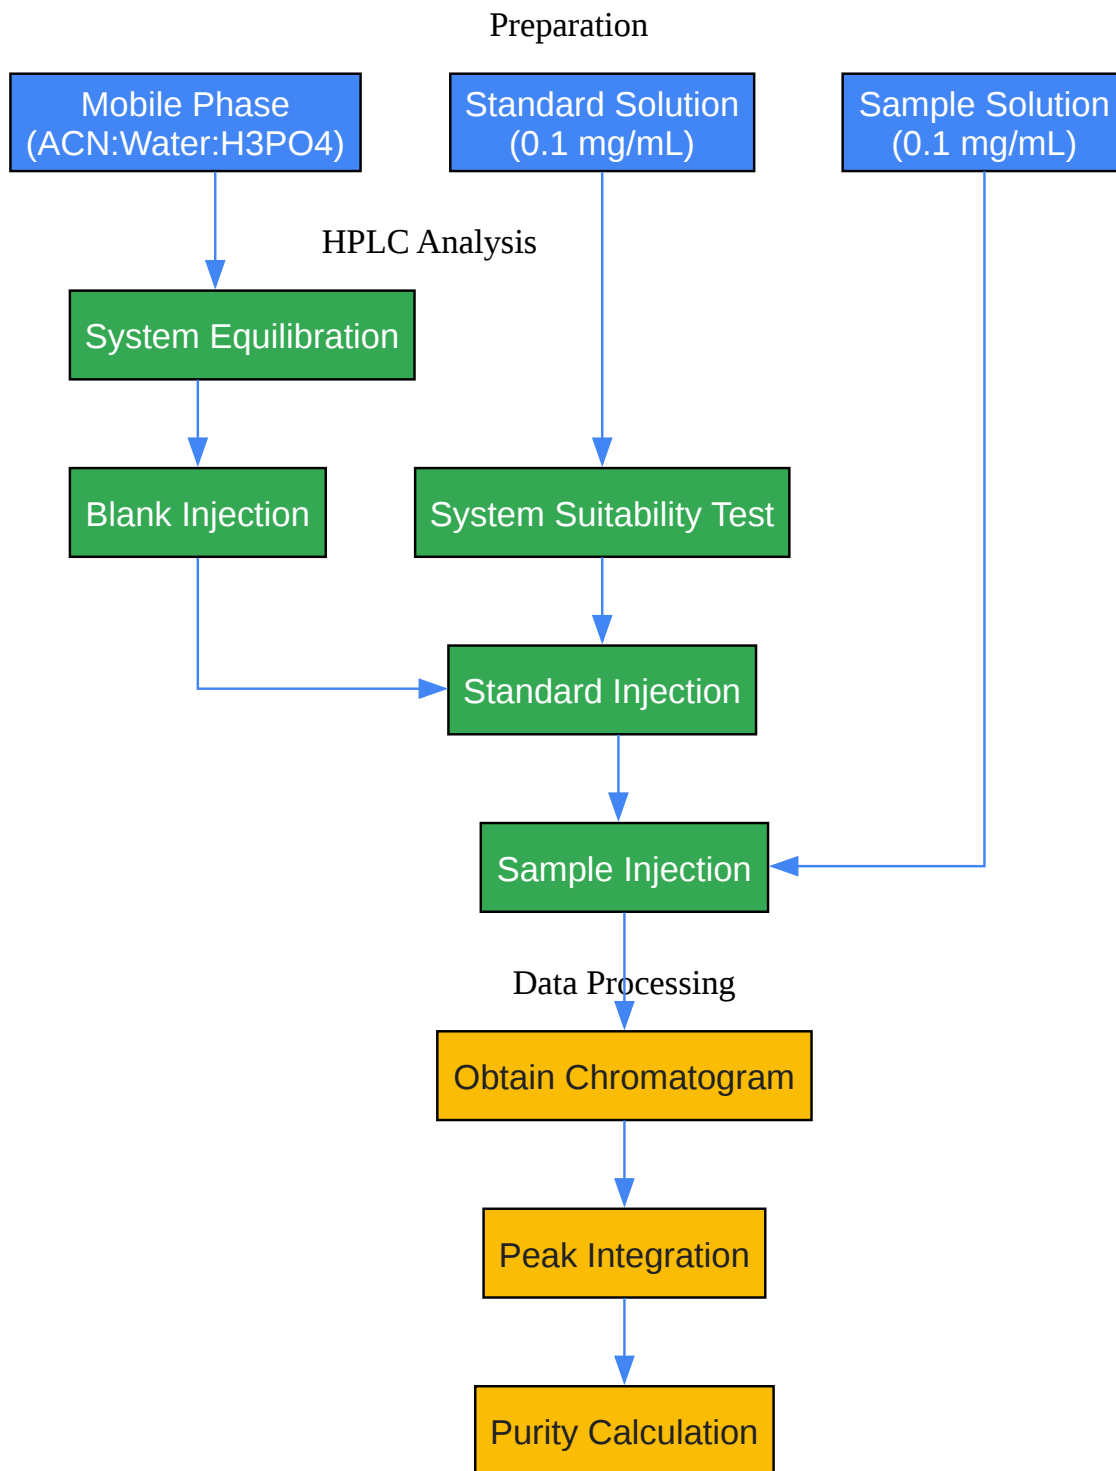 Preparation
Mobile Phase
(ACN:Water:H3PO4)
Standard Solution
(0.1 mg/mL)
Sample Solution
(0.1 mg/mL)
HPLC Analysis
System Equilibration
Blank Injection
System Suitability Test
Standard Injection
Sample Injection
Data Processing
Obtain Chromatogram
Peak Integration
Purity Calculation